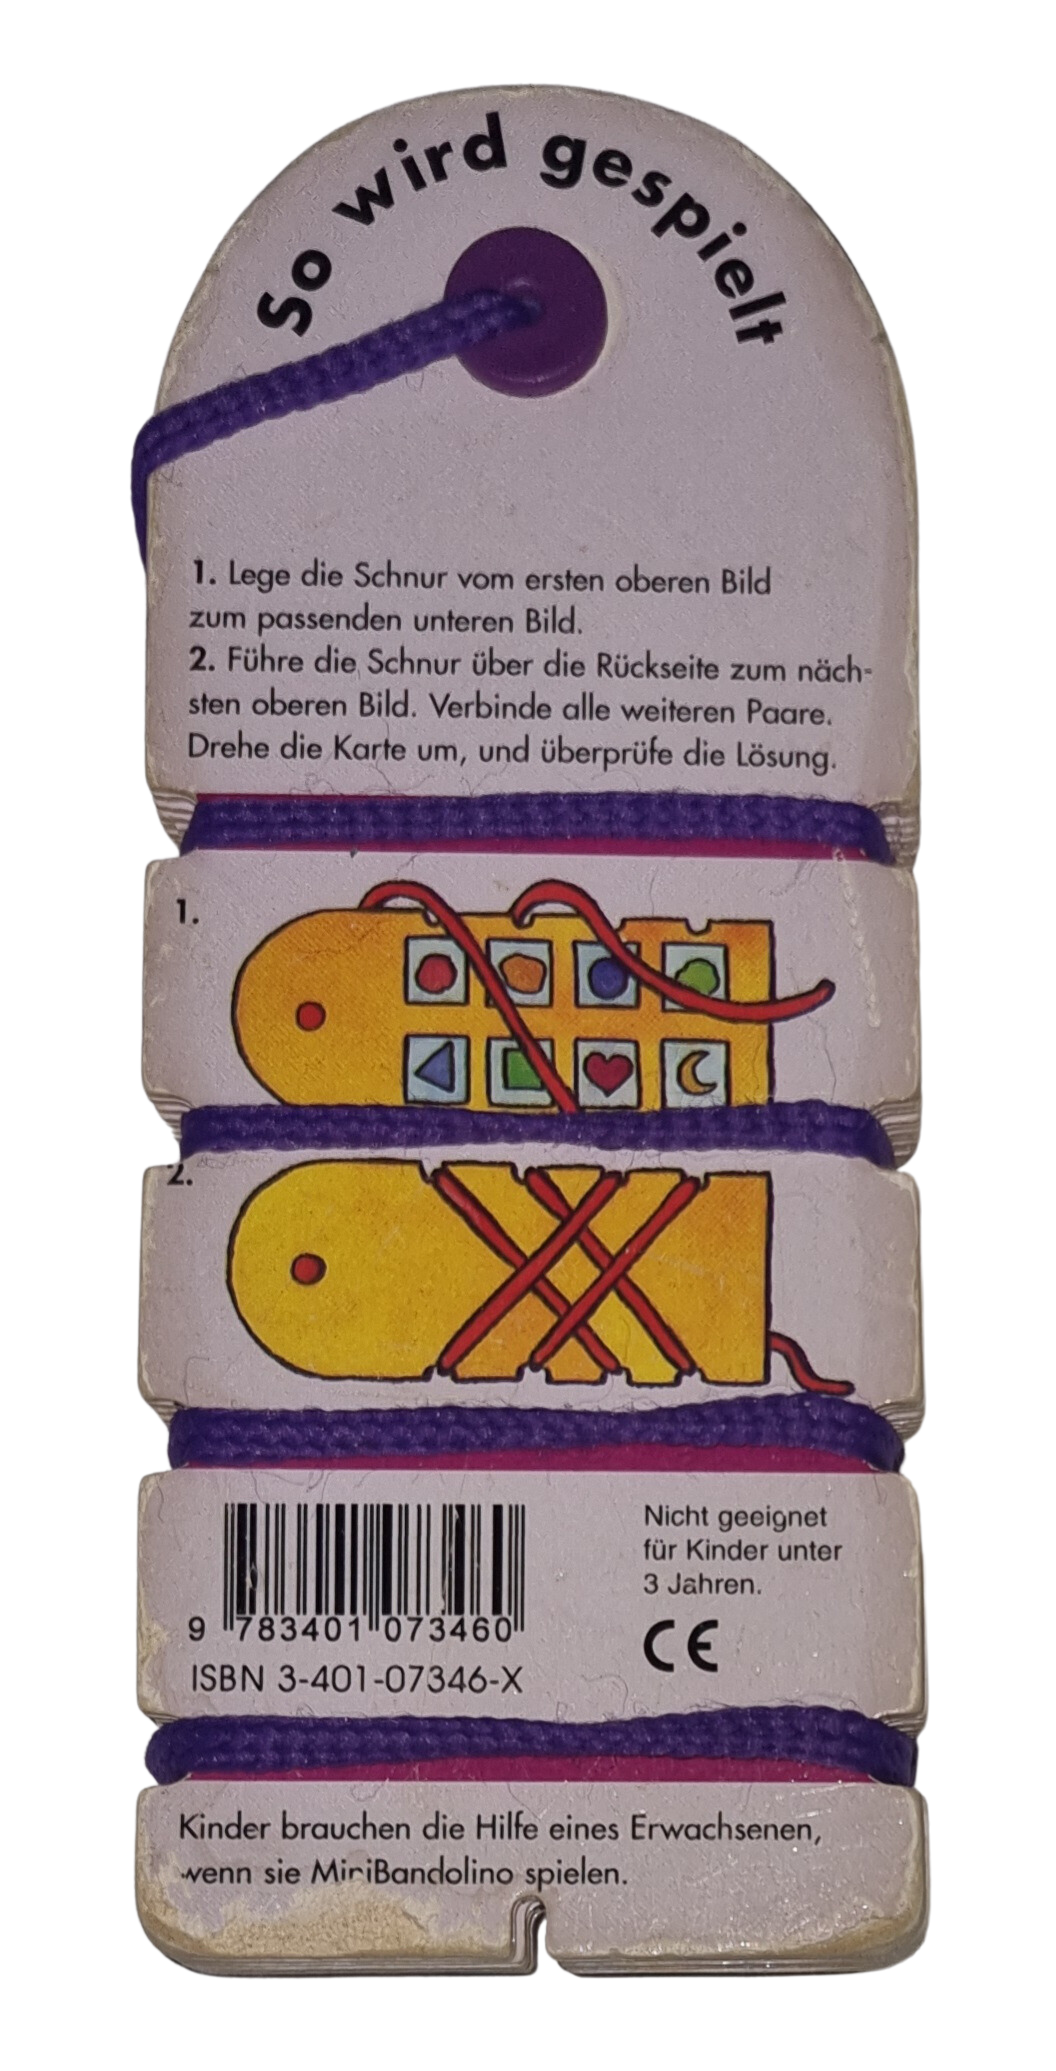 So wird gespielt
1. Lege die Schnur vom ersten oberen Bild
zum passenden unteren Bild.
2. Führe die Schnur über die Rückseite zum näch-
sten oberen Bild. Verbinde alle weiteren Paare.
Drehe die Karte um, und überprüfe die Lösung.
1.
2.
9 783401 073460
ISBN 3-401-07346-X
Nicht geeignet
für Kinder unter
3 Jahren.
CE
Kinder brauchen die Hilfe eines Erwachsenen,
wenn sie MiniBandolino spielen.